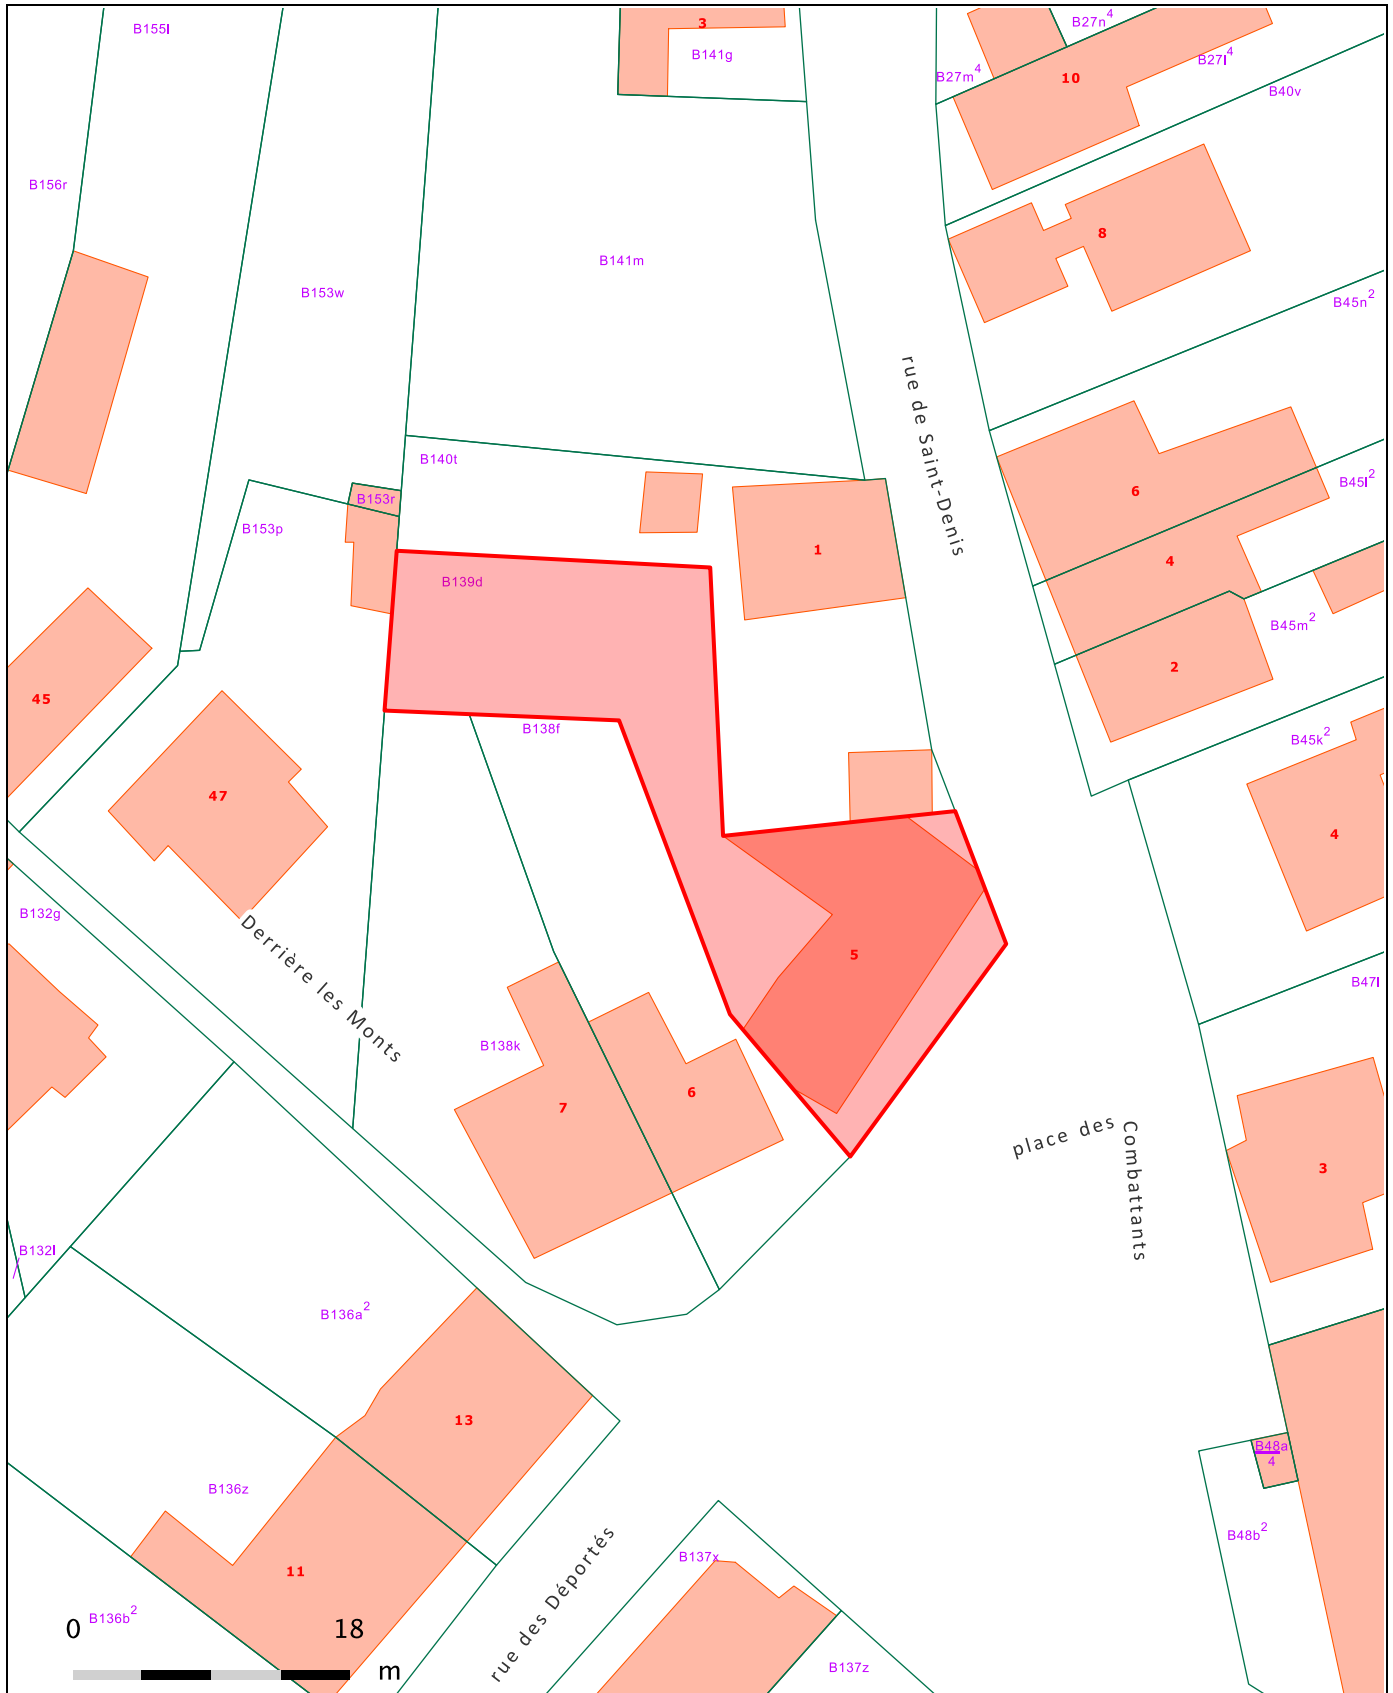 B155l
3
B141g
B27n4
B27m4
10
B27l4
B40v
B156r
8
B141m
B153w
B45n2
rue de Saint-Denis
B140t
B153r
B153p
6
B45l2
1
4
B139d
B45m2
2
45
B138f
B45k2
47
4
B132g
Derrière les Monts
5
B47l
B138k
6
7
place des
Combattants
3
B132l
B136a2
13
B48a
4
B136z
B48b2
rue des Déportés
B137x
11
B136b2
0
18
m
B137z